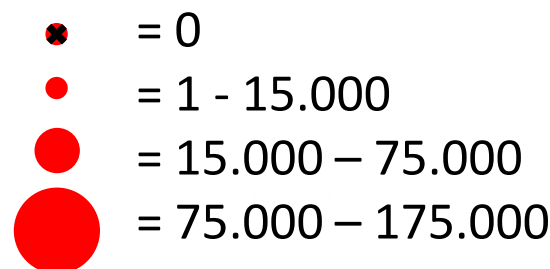 = 0
= 1 - 15.000
= 15.000 – 75.000
= 75.000 – 175.000